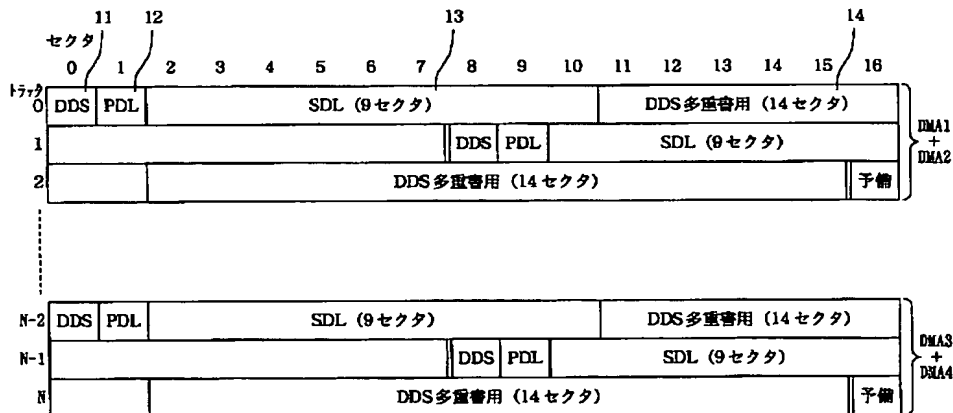 11 12 13 14
セクタ
0 1 2 3 4 5 6 7 8 9 10 11 12 13 14 15 16
トラック
0 DDS PDL SDL (9セクタ) DDS多重書用 (14セクタ)
1 DDS PDL SDL (9セクタ)
2 DDS多重書用 (14セクタ) 予備
DMA1
+
DMA2
N-2 DDS PDL SDL (9セクタ) DDS多重書用 (14セクタ)
N-1 DDS PDL SDL (9セクタ)
N DDS多重書用 (14セクタ) 予備
DMA3
+
DMA4